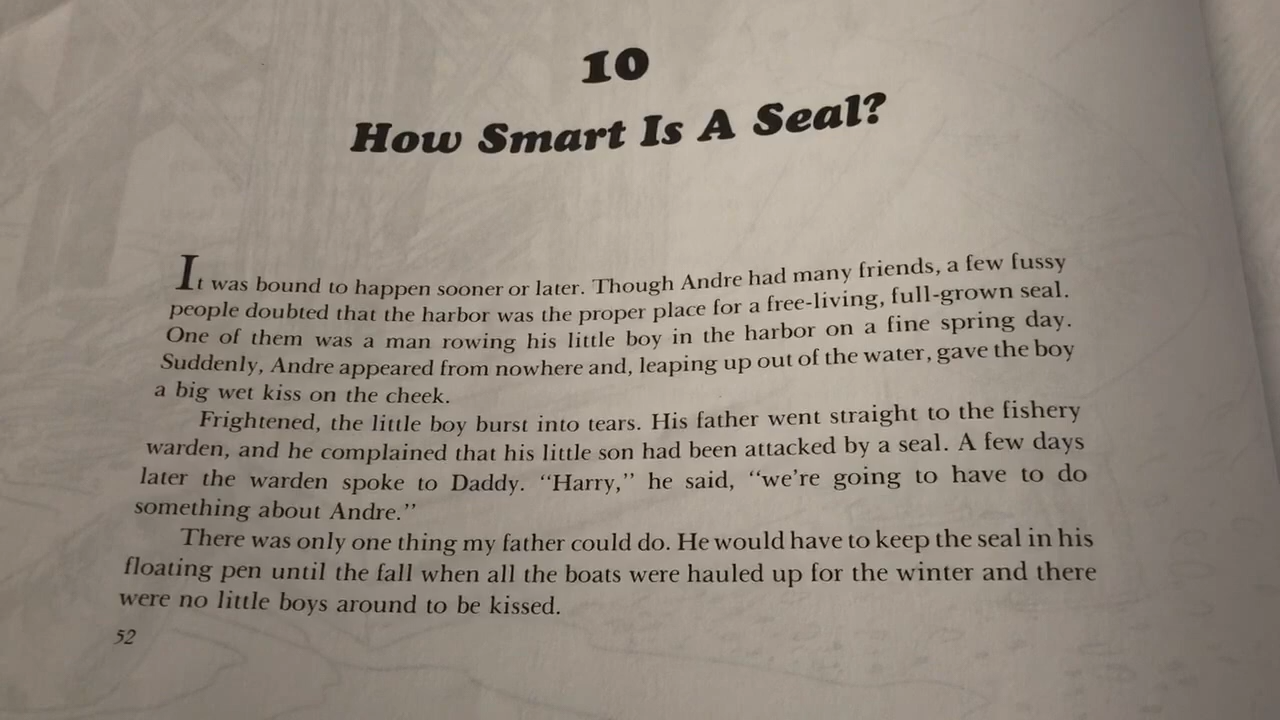 10
How Smart Is A Seal?
It was bound to happen sooner or later. Though Andre had many friends, a few fussy
people doubted that the harbor was the proper place for a free-living, full-grown seal.
One of them was a man rowing his little boy in the harbor on a fine spring day.
Suddenly, Andre appeared from nowhere and, leaping up out of the water, gave the boy
a big wet kiss on the cheek.
Frightened, the little boy burst into tears. His father went straight to the fishery
warden, and he complained that his little son had been attacked by a seal. A few days
later the warden spoke to Daddy. “Harry,” he said, “we’re going to have to do
something about Andre.”
There was only one thing my father could do. He would have to keep the seal in his
floating pen until the fall when all the boats were hauled up for the winter and there
were no little boys around to be kissed.
52